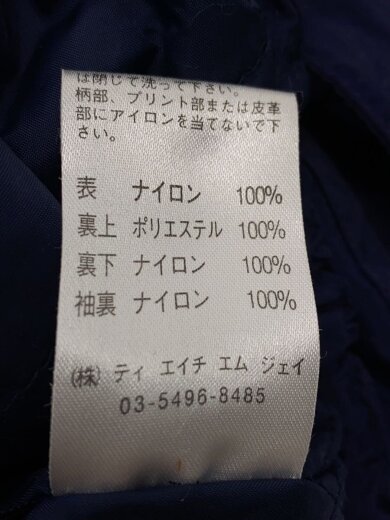 は閉じて洗って下さい。
柄部、プリント部または皮革
部にアイロンを当てないで下
さい。
表 ナイロン 100%
裏上 ポリエステル 100%
裏下 ナイロン 100%
袖裏 ナイロン 100%
(株) ティ エイチ エム ジェイ
03-5496-8485